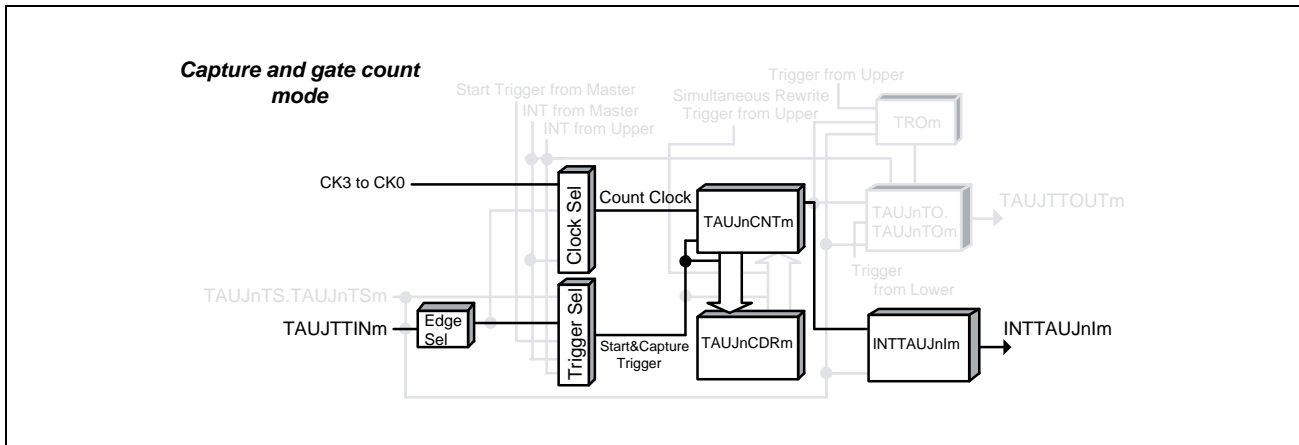 Capture and gate count
mode
Trigger from Upper
Start Trigger from Master
INT from Master
INT from Upper
Simultaneous Rewrite
Trigger from Upper
TROm
CK3 to CK0
Clock Sel
Count Clock
TAUJnCNTm
TAUJnTO.
TAUJnTOm
TAUJTTOUTm
Trigger
from Lower
TAUJnTS.TAUJnTSm
TAUJTTINm
Edge
Sel
Trigger Sel
Start&Capture
Trigger
TAUJnCDRm
INTTAUJnIm
INTTAUJnIm